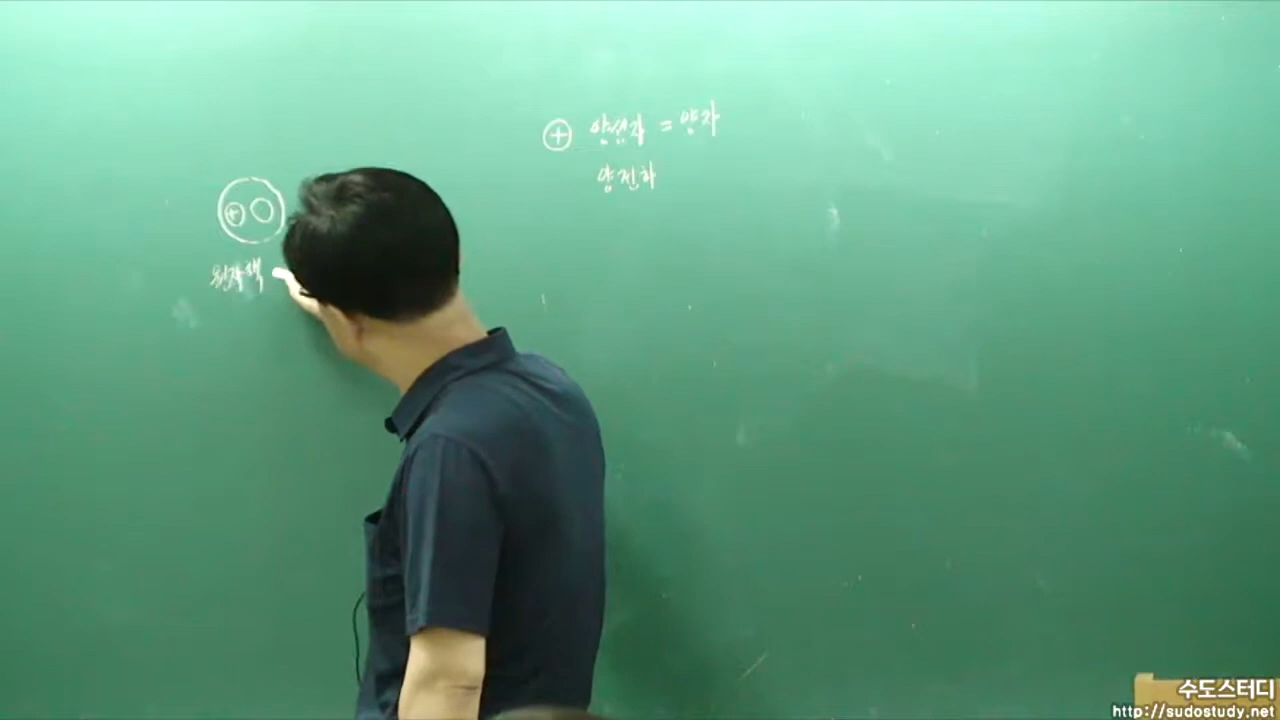 ⊕ 양성자 = 양자
양전하
+
원자핵
수도스터디
http://sudostudy.net